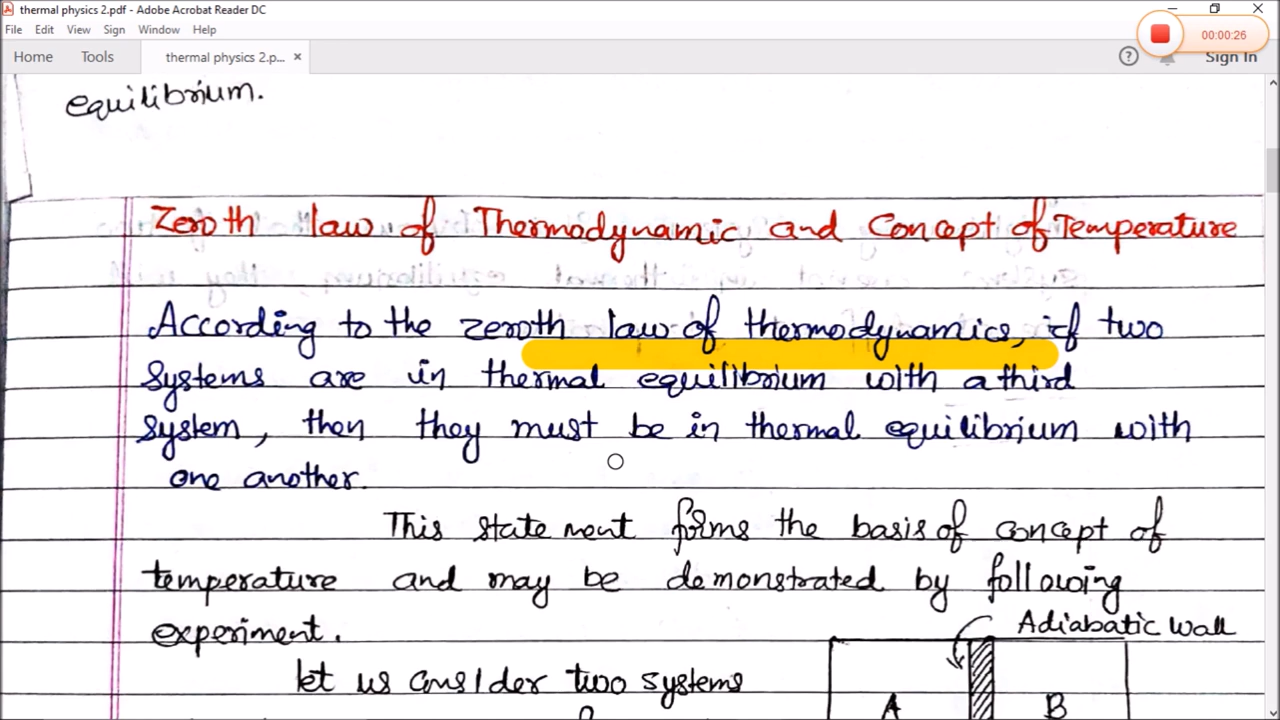 thermal physics 2.pdf - Adobe Acrobat Reader DC
File Edit View Sign Window Help
00:00:26
Home Tools thermal physics 2.p... × ? Sign In
equilibrium.
Zeroth law of Thermodynamic and Concept of Temperature
According to the zeroth law of thermodynamics, if two
systems are in thermal equilibrium with a third
system, then they must be in thermal equilibrium with
one another.
This statement forms the basis of concept of
temperature and may be demonstrated by following
experiment.
Adiabatic wall
let us consider two systems
A B